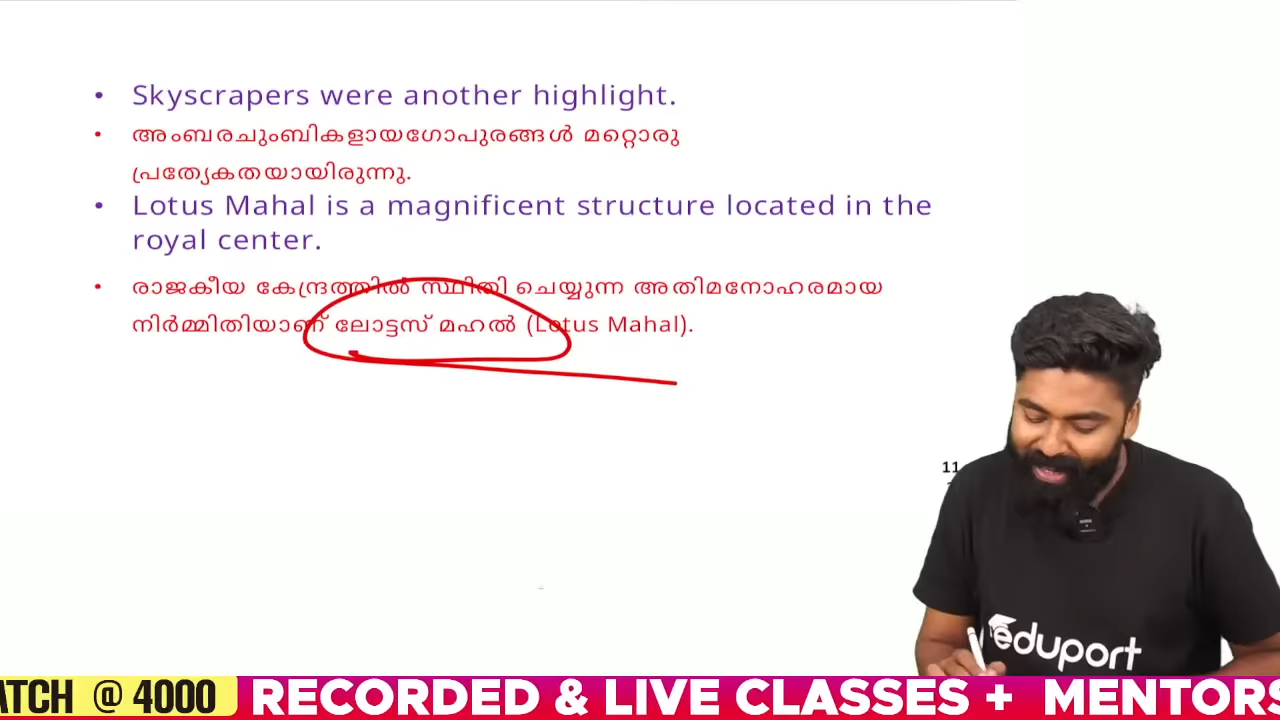 • Skyscrapers were another highlight.
• അംബരചുംബികളായഗോപുരങ്ങൾ മറ്റൊരു
പ്രത്യേകതയായിരുന്നു.
• Lotus Mahal is a magnificent structure located in the
royal center.
• രാജകീയ കേന്ദ്രത്തിൽ സ്ഥിതി ചെയ്യുന്ന അതിമനോഹരമായ
നിർമ്മിതിയാണ് ലോട്ടസ് മഹൽ (Lotus Mahal).
11
eduport
ATCH @ 4000 RECORDED & LIVE CLASSES + MENTORS